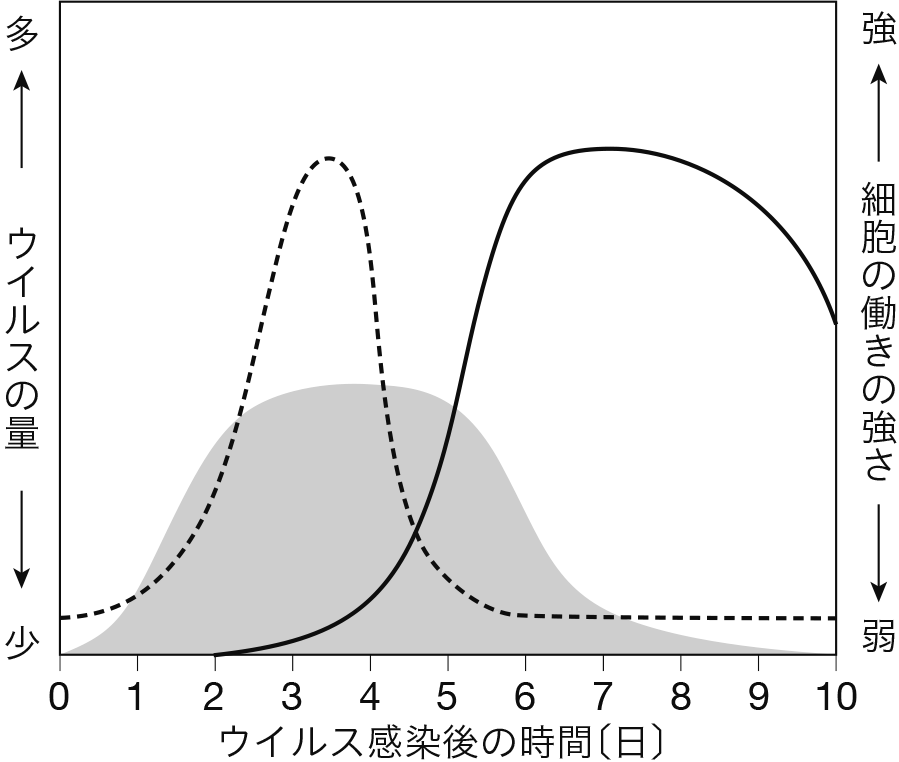 多
ウイルスの量
少
強
細胞の働きの強さ
弱
0 1 2 3 4 5 6 7 8 9 10
ウイルス感染後の時間〔日〕